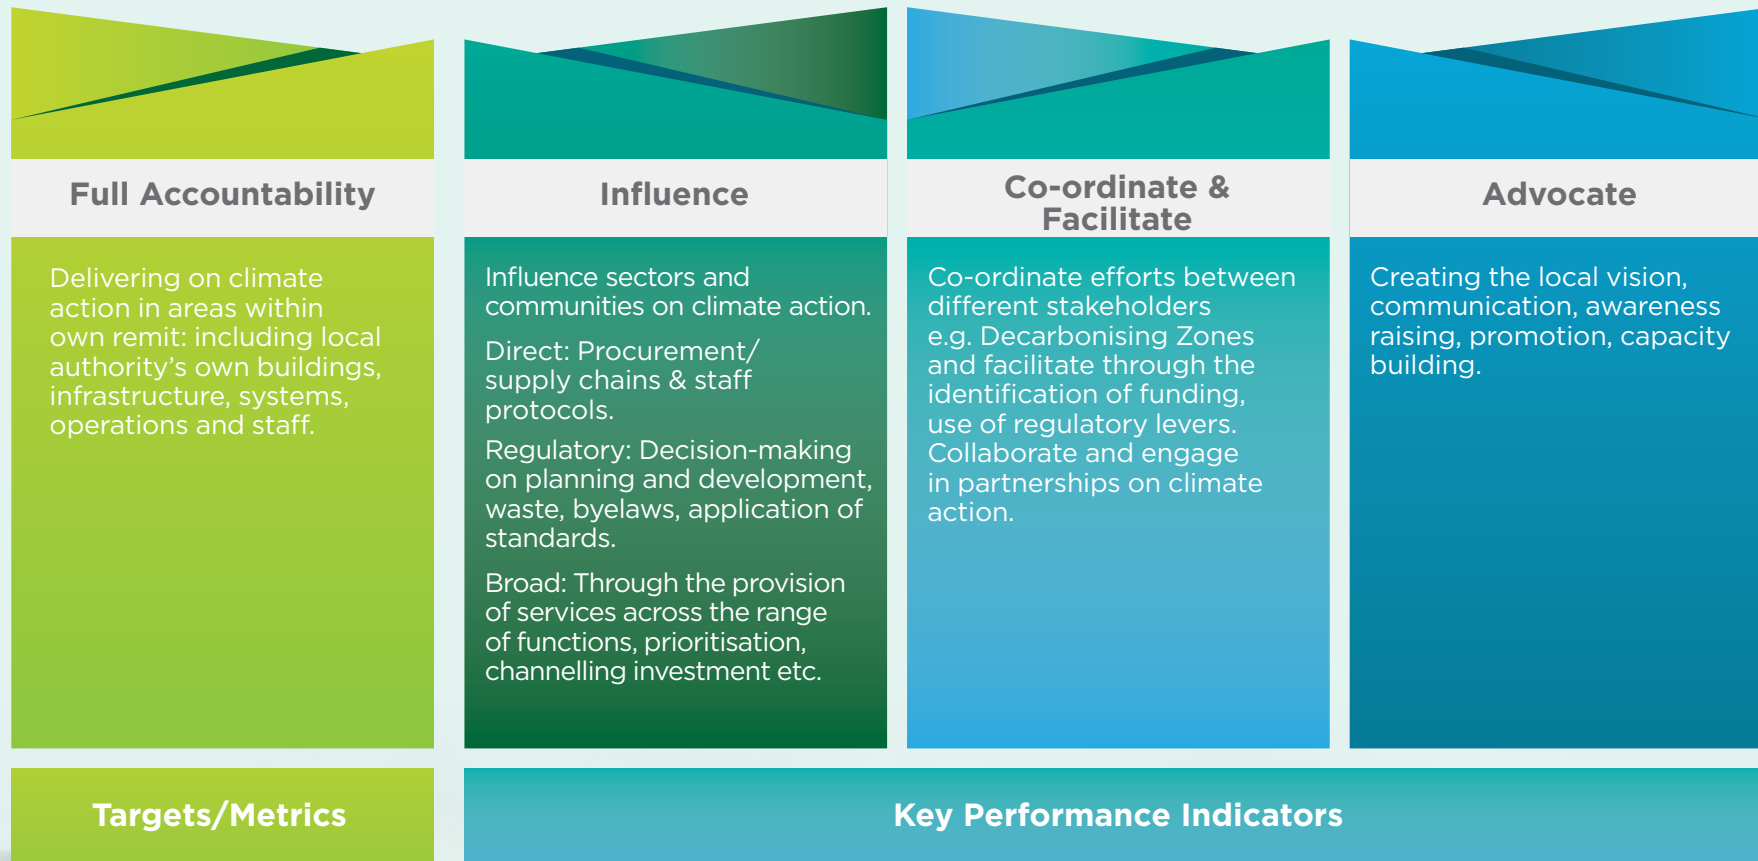 Full Accountability
Delivering on climate
action in areas within
own remit: including local
authority’s own buildings,
infrastructure, systems,
operations and staff.
Influence
Influence sectors and
communities on climate action.
Direct: Procurement/
supply chains & staff
protocols.
Regulatory: Decision-making
on planning and development,
waste, byelaws, application of
standards.
Broad: Through the provision
of services across the range
of functions, prioritisation,
channelling investment etc.
Co-ordinate &
Facilitate
Co-ordinate efforts between
different stakeholders
e.g. Decarbonising Zones
and facilitate through the
identification of funding,
use of regulatory levers.
Collaborate and engage
in partnerships on climate
action.
Advocate
Creating the local vision,
communication, awareness
raising, promotion, capacity
building.
Targets/Metrics
Key Performance Indicators